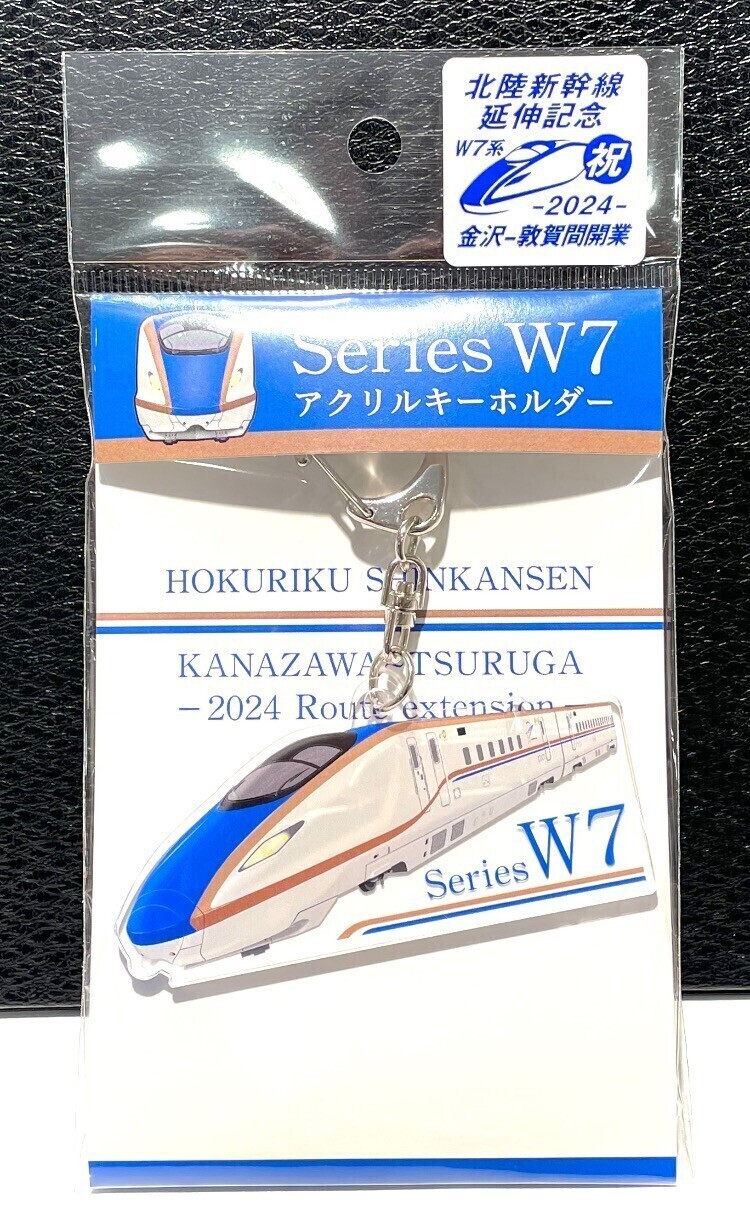 北陸新幹線
延伸記念
W7系
祝
-2024-
金沢-敦賀間開業
Series W7
アクリルキーホルダー
HOKURIKU SHINKANSEN
KANAZAWA-TSURUGA
-2024 Route extension-
Series W7